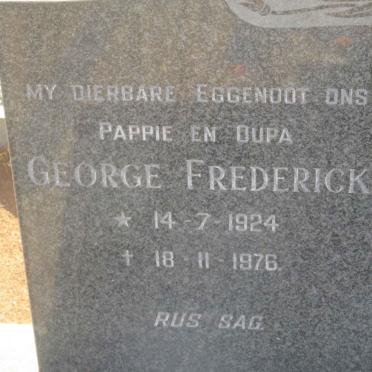 MY DIERBARE EGGENOOT ONS
PAPPIE EN OUPA
GEORGE FREDERICK
★ 14-7-1924
† 18-11-1976.
RUS SAG.